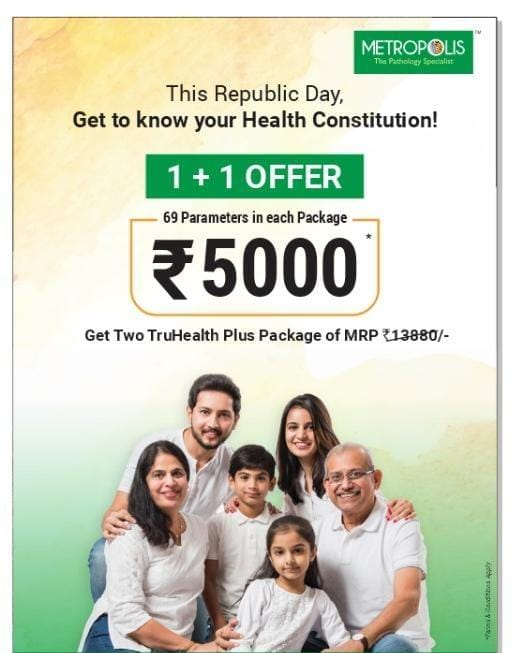 METROPOLIS
TM
The Pathology Specialist
This Republic Day,
Get to know your Health Constitution!
1 + 1 OFFER
69 Parameters in each Package
₹5000*
Get Two TruHealth Plus Package of MRP ₹13880/-
*Terms & Conditions Apply